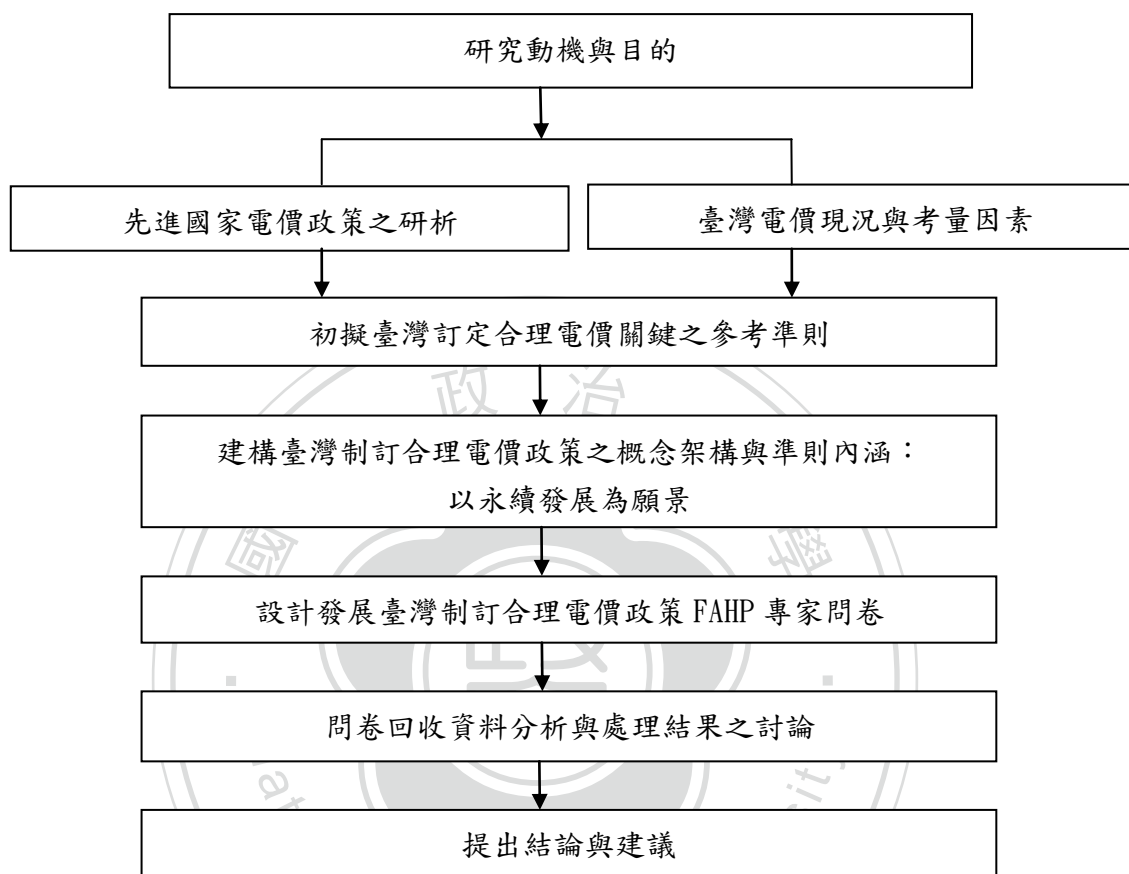 研究動機與目的
先進國家電價政策之研析
臺灣電價現況與考量因素
初擬臺灣訂定合理電價關鍵之參考準則
政 治
建構臺灣制訂合理電價政策之概念架構與準則內涵：
以永續發展為願景
國
學
設計發展臺灣制訂合理電價政策 FAHP 專家問卷
問卷回收資料分析與處理結果之討論
提出結論與建議